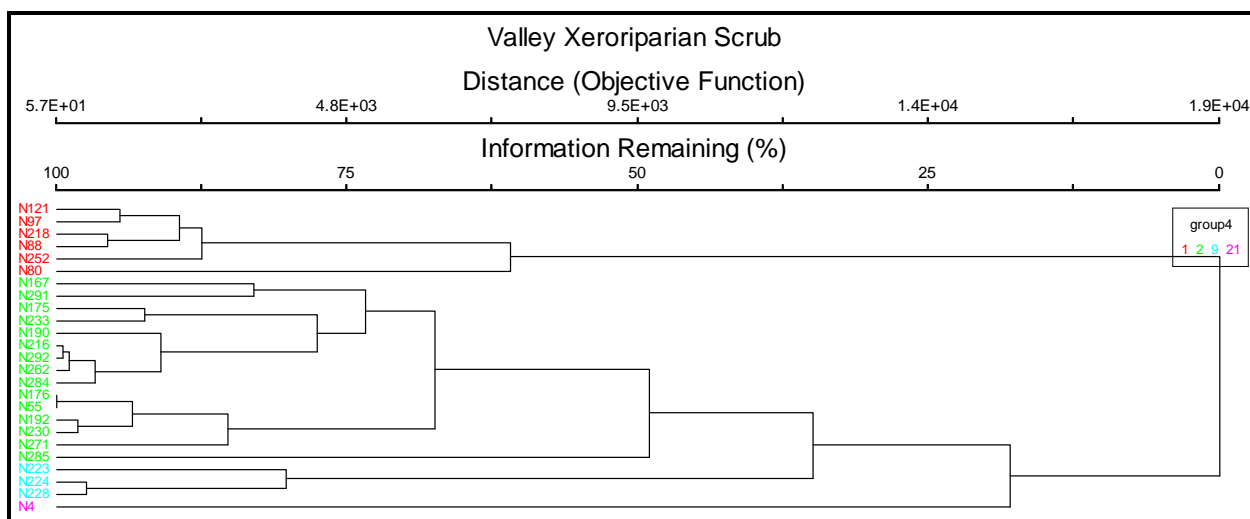 Valley Xeroriparian Scrub
Distance (Objective Function)
5.7E+01 4.8E+03 9.5E+03 1.4E+04 1.9E+04
Information Remaining (%)
100 75 50 25 0
N121
N97
N218
N88
N252
N80
N167
N291
N175
N233
N190
N216
N292
N262
N284
N176
N55
N192
N230
N271
N285
N223
N224
N228
N4
group4
1 2 9 21